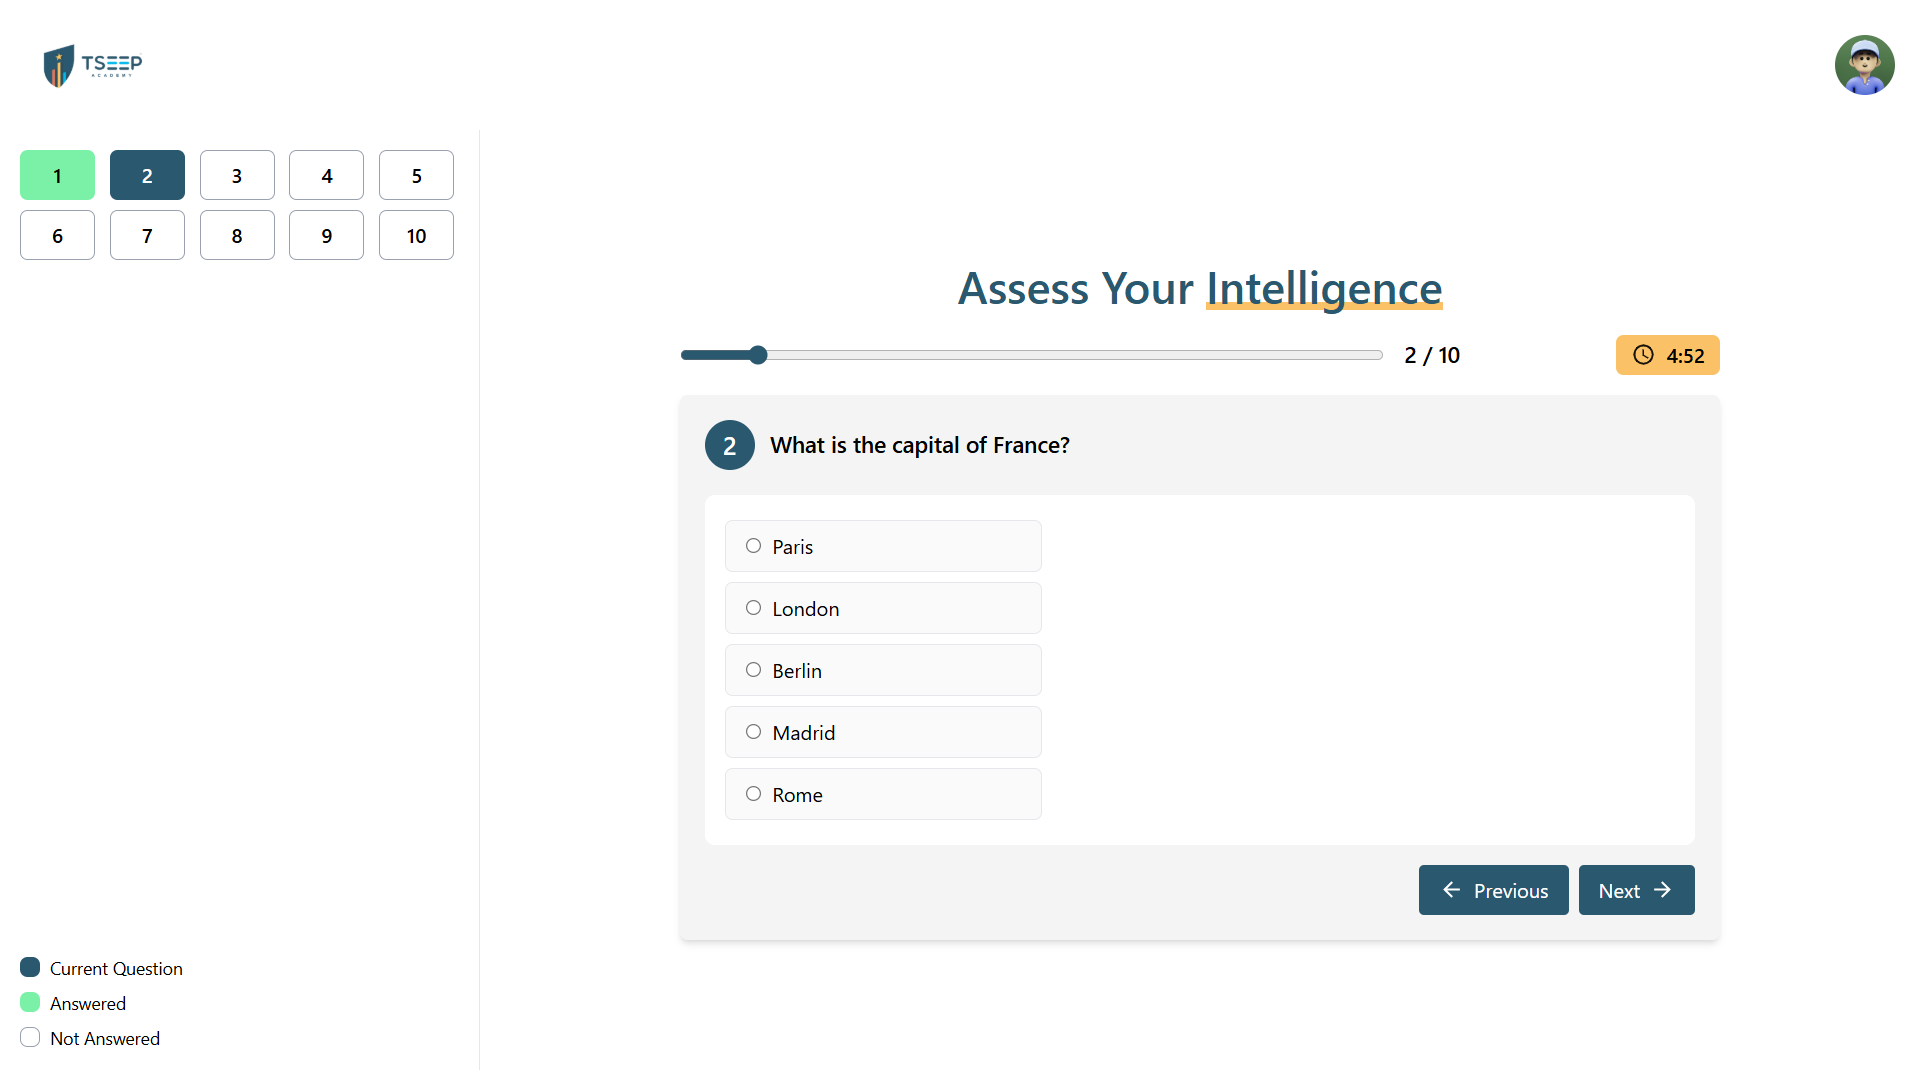 TSEEP
ACADEMY
1 2 3 4 5
6 7 8 9 10
Current Question
Answered
Not Answered
Assess Your Intelligence
2 / 10
4:52
2 What is the capital of France?
Paris
London
Berlin
Madrid
Rome
Previous Next